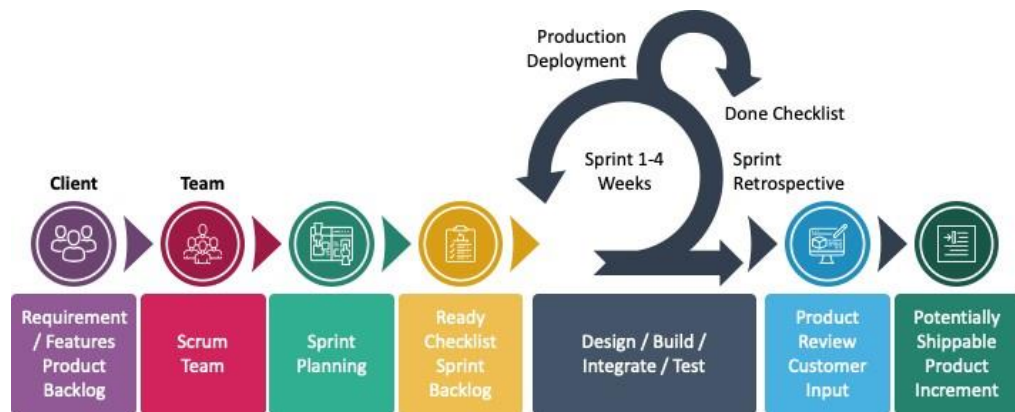 Production
Deployment
Done Checklist
Sprint 1-4
Weeks
Sprint
Retrospective
Client
Team
Requirement
/ Features
Product
Backlog
Scrum
Team
Sprint
Planning
Ready
Checklist
Sprint
Backlog
Design / Build /
Integrate / Test
Product
Review
Customer
Input
Potentially
Shippable
Product
Increment